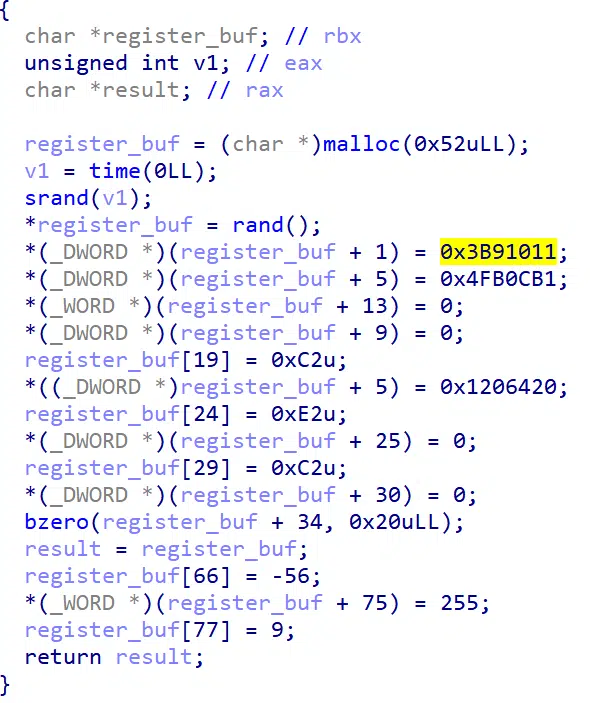 {
char *register_buf; // rbx
unsigned int v1; // eax
char *result; // rax
register_buf = (char *)malloc(0x52uLL);
v1 = time(0LL);
srand(v1);
*register_buf = rand();
*(_DWORD *)(register_buf + 1) = 0x3B91011;
*(_DWORD *)(register_buf + 5) = 0x4FB0CB1;
*(_WORD *)(register_buf + 13) = 0;
*(_DWORD *)(register_buf + 9) = 0;
register_buf[19] = 0xC2u;
*((_DWORD *)register_buf + 5) = 0x1206420;
register_buf[24] = 0xE2u;
*(_DWORD *)(register_buf + 25) = 0;
register_buf[29] = 0xC2u;
*(_DWORD *)(register_buf + 30) = 0;
bzero(register_buf + 34, 0x20uLL);
result = register_buf;
register_buf[66] = -56;
*(_WORD *)(register_buf + 75) = 255;
register_buf[77] = 9;
return result;
}